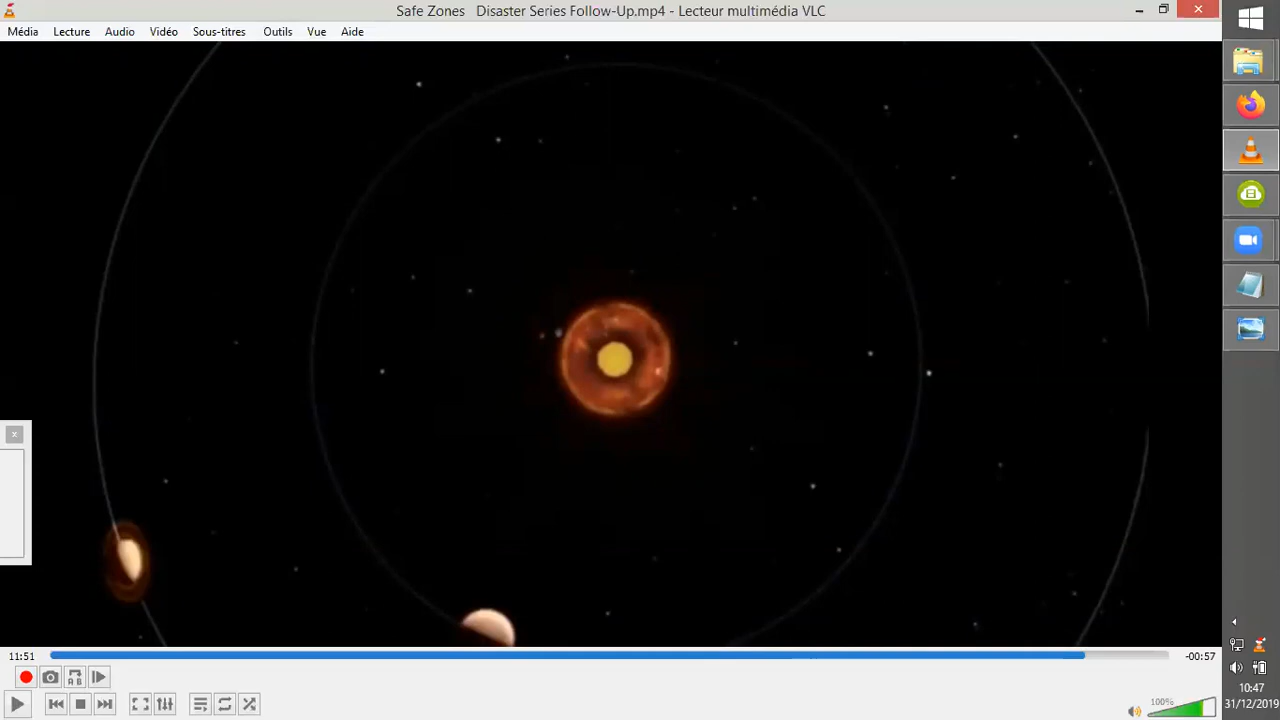 Safe Zones Disaster Series Follow-Up.mp4 - Lecteur multimédia VLC
Média Lecture Audio Vidéo Sous-titres Outils Vue Aide
x
11:51 -00:57
A B
100%
10:47
31/12/2019